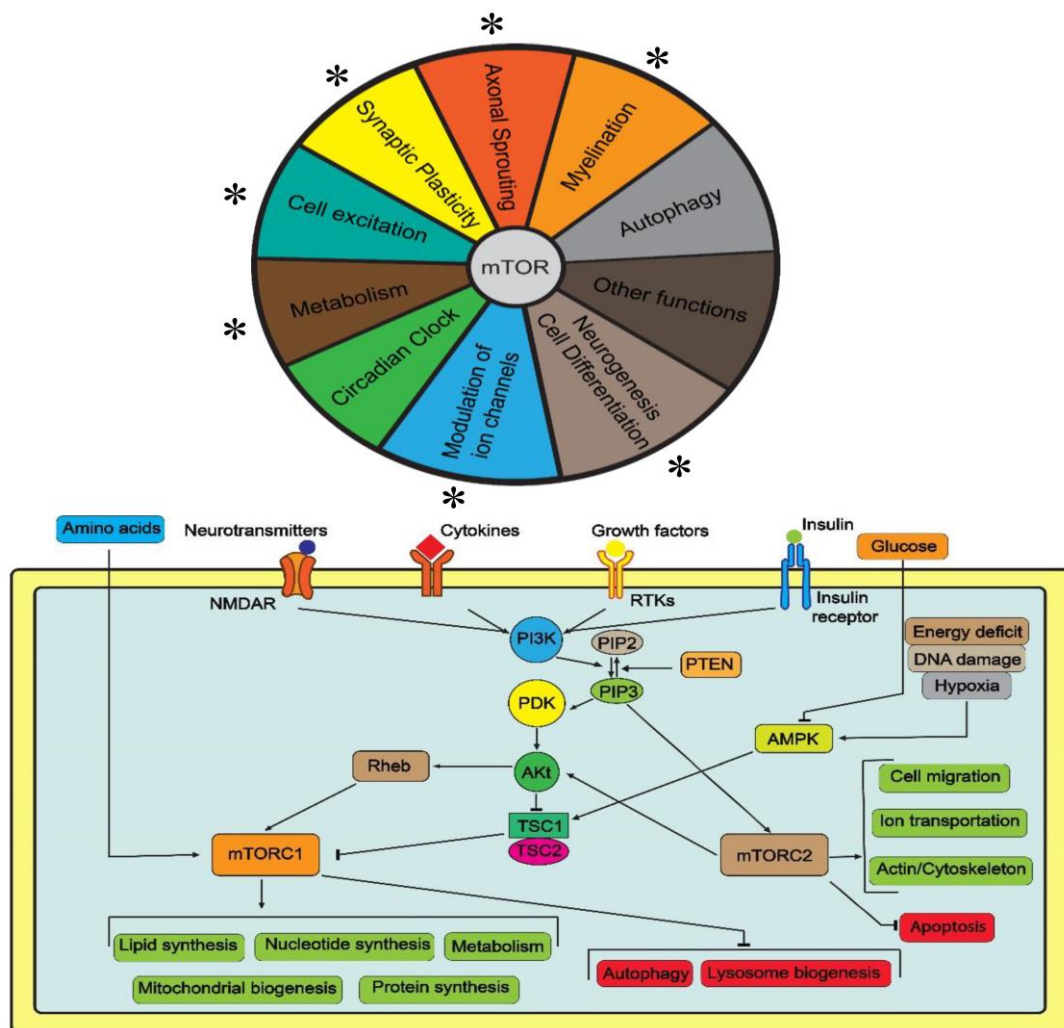 *
*
*
*
*
*
*
*
Axonal Sprouting
Myelination
Synaptic Plasticity
Autophagy
Cell excitation
mTOR
Other functions
Metabolism
Circadian Clock
Neurogenesis
Cell Differentiation
Modulation of
ion channels
Amino acids
Neurotransmitters
Cytokines
Growth factors
Insulin
Glucose
NMDAR
RTKs
Insulin
receptor
PI3K
PIP2
PTEN
PIP3
PDK
Energy deficit
DNA damage
Hypoxia
AMPK
Rheb
AKt
TSC1
TSC2
mTORC1
mTORC2
Cell migration
Ion transportation
Actin/Cytoskeleton
Apoptosis
Lipid synthesis
Nucleotide synthesis
Metabolism
Mitochondrial biogenesis
Protein synthesis
Autophagy
Lysosome biogenesis